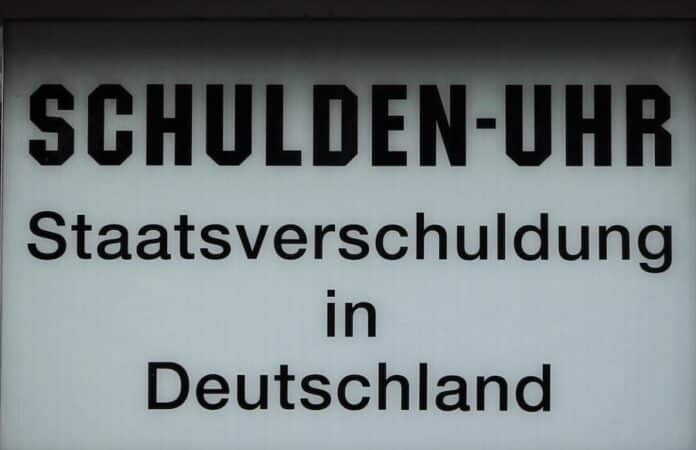 SCHULDEN-UHR
Staatsverschuldung
in
Deutschland